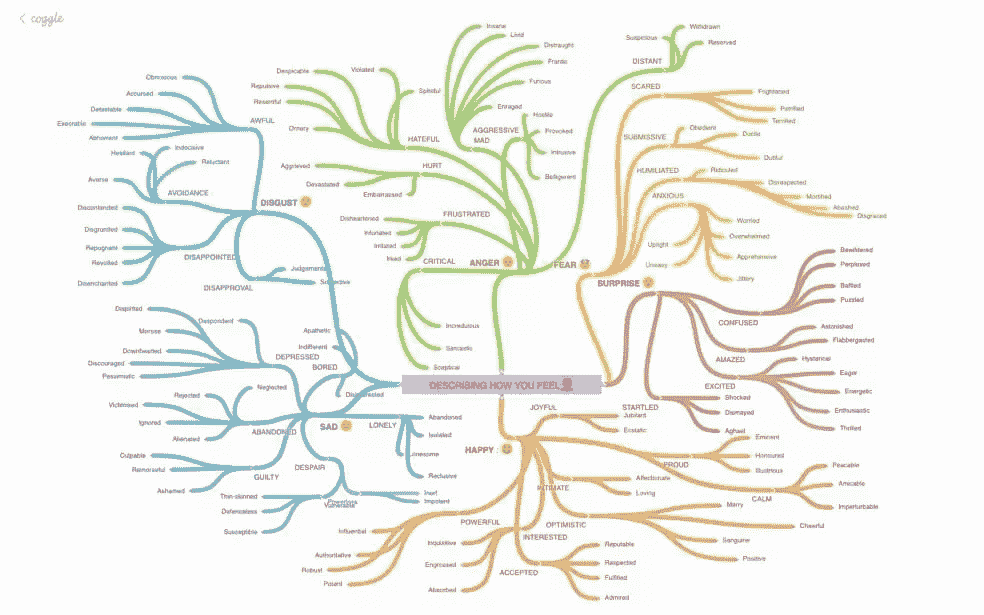 coggle
DESCRIBING HOW YOU FEEL
DISGUST
AWFUL
Obnoxious
Accursed
Detestable
Execrable
Abhorrent
AVOIDANCE
Hesitant
Indecisive
Reluctant
Averse
DISAPPOINTED
Discontended
Disgruntled
Repugnant
Revolted
Disenchanted
DISAPPROVAL
Judgemental
SAD
DEPRESSED
Dispirited
Despondent
Morose
Downhearted
Discouraged
Pessimistic
BORED
Apathetic
Indifferent
ABANDONED
Neglected
Rejected
Victimised
Ignored
Alienated
GUILTY
Culpable
Remorseful
Ashamed
DESPAIR
Thin-skinned
Defenceless
Susceptible
Powerless
Vulnerable
Inert
Impotent
LONELY
Abandoned
Isolated
Lonesome
Reclusive
ANGER
HATEFUL
Despicable
Repulsive
Resentful
Ornery
Violated
Spiteful
HURT
Aggrieved
Devastated
Embarrassed
FRUSTRATED
Disheartened
Infuriated
Irritated
Irked
CRITICAL
Incredulous
Sarcastic
Sceptical
MAD
Insane
Livid
Distraught
Frantic
Furious
Enraged
AGGRESSIVE
Hostile
Provoked
Intrusive
Belligerent
DISTANT
Suspicious
Withdrawn
Reserved
FEAR
SCARED
Frightened
Petrified
Terrified
SUBMISSIVE
Obedient
Docile
Dutiful
HUMILIATED
Ridiculed
Disrespected
Mortified
Abashed
Disgraced
ANXIOUS
Worried
Overwhelmed
Apprehensive
Jittery
Uptight
Uneasy
SURPRISE
CONFUSED
Bewildered
Perplexed
Baffled
Puzzled
AMAZED
Astonished
Flabbergasted
EXCITED
Hysterical
Eager
Energetic
Enthusiastic
Thrilled
STARTLED
Shocked
Dismayed
Aghast
HAPPY :
JOYFUL
Jubilant
Ecstatic
PROUD
Eminent
Honoured
Illustrious
CALM
Peacable
Amicable
Imperturbable
INTIMATE
Affectionate
Loving
OPTIMISTIC
Merry
Cheerful
Sanguine
Positive
INTERESTED
Inquisitive
Engrossed
Absorbed
ACCEPTED
Reputable
Respected
Fulfilled
Admired
POWERFUL
Influential
Authoritative
Robust
Potent